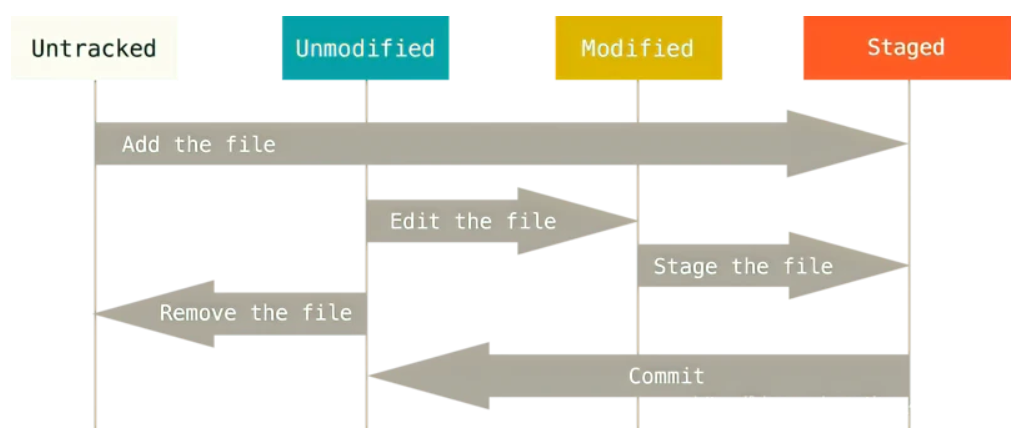 Untracked
Unmodified
Modified
Staged
Add the file
Edit the file
Stage the file
Remove the file
Commit